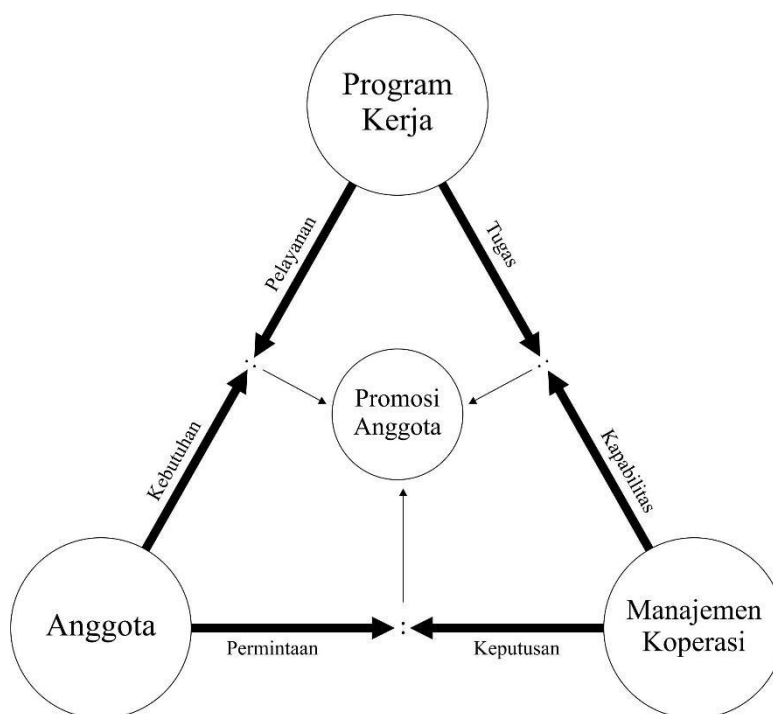 Program
Kerja
Pelayanan
Tugas
:
:
Promosi
Anggota
Kebutuhan
Kapabilitas
Anggota
:
Manajemen
Koperasi
Permintaan
Keputusan